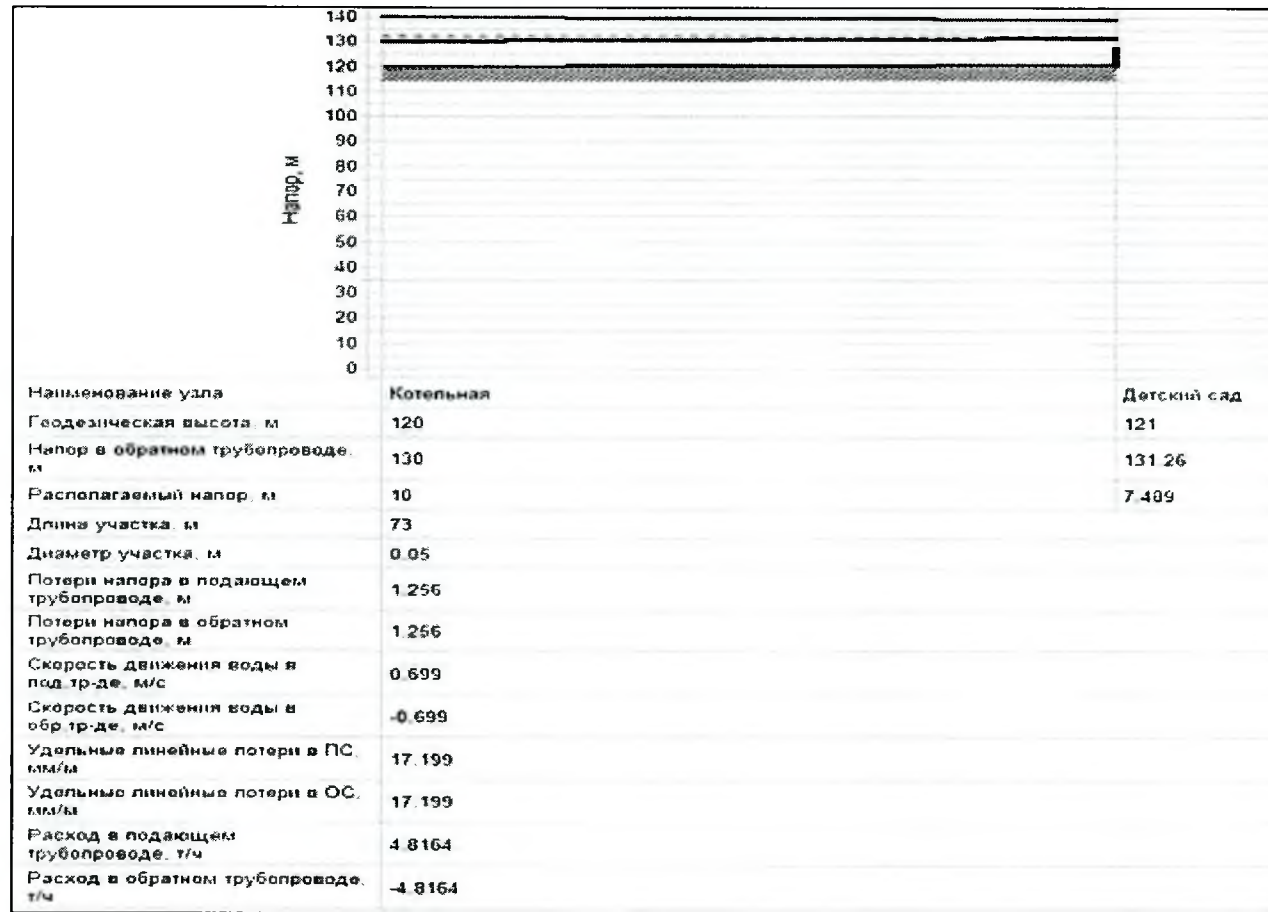 140
130
120
110
100
90
80
70
60
50
40
30
20
10
0
Напор, м
Наименование узла Котельная Детский сад
Геодезическая высота, м 120 121
Напор в обратном трубопроводе, м 130 131.26
Располагаемый напор, м 10 7.489
Длина участка, м 73
Диаметр участка, м 0.05
Потери напора в подающем
трубопроводе, м 1.256
Потери напора в обратном
трубопроводе, м 1.256
Скорость движения воды в
под.тр-де, м/с 0.699
Скорость движения воды в
обр.тр-де, м/с -0.699
Удельные линейные потери в ПС,
мм/м 17.199
Удельные линейные потери в ОС,
мм/м 17.199
Расход в подающем
трубопроводе, т/ч 4.8164
Расход в обратном трубопроводе,
т/ч -4.8164